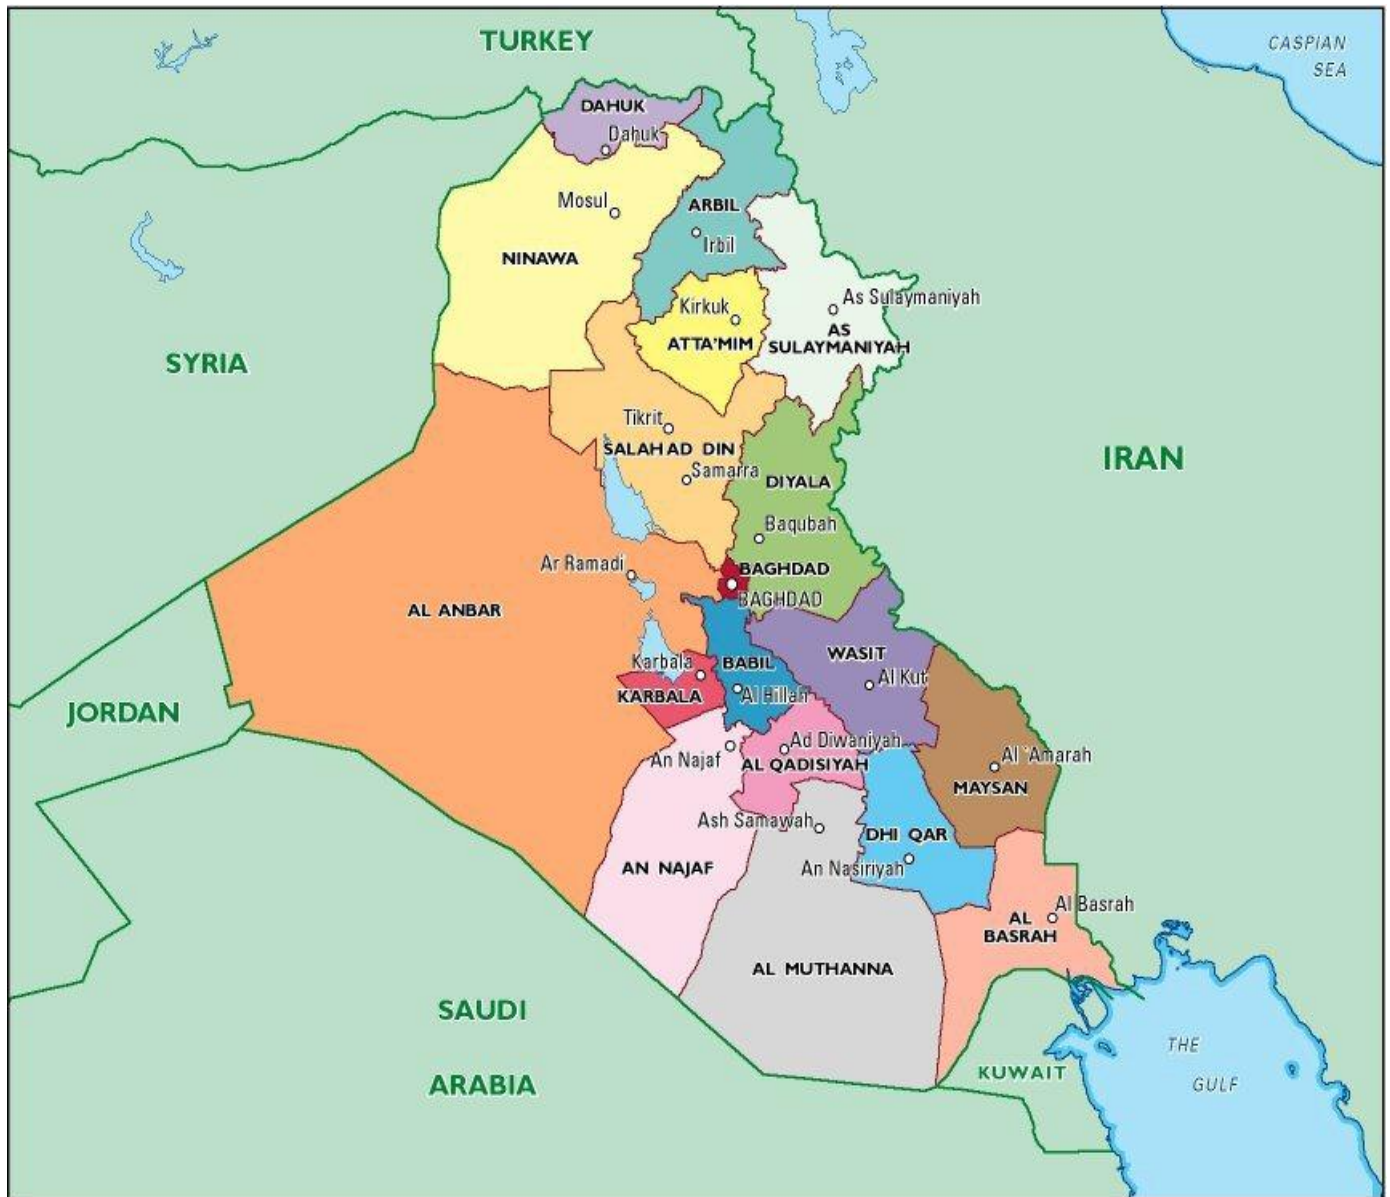 TURKEY
CASPIAN
SEA
DAHUK
Dahuk
Mosul
ARBIL
Irbil
NINAWA
Kirkuk
As Sulaymaniyah
ATTA'MIM
AS
SULAYMANIYAH
SYRIA
Tikrit
SALAH AD DIN
Samarra
IRAN
DIYALA
Baqubah
Ar Ramadi
BAGHDAD
BAGHDAD
AL ANBAR
Karbala
BABIL
WASIT
Al Kut
KARBALA
Al Hillah
JORDAN
An Najaf
Ad Diwaniyah
AL QADISIYAH
Al `Amarah
MAYSAN
Ash Samawah
DHI QAR
AN NAJAF
An Nasiriyah
Al Basrah
AL
BASRAH
AL MUTHANNA
SAUDI
ARABIA
KUWAIT
THE
GULF